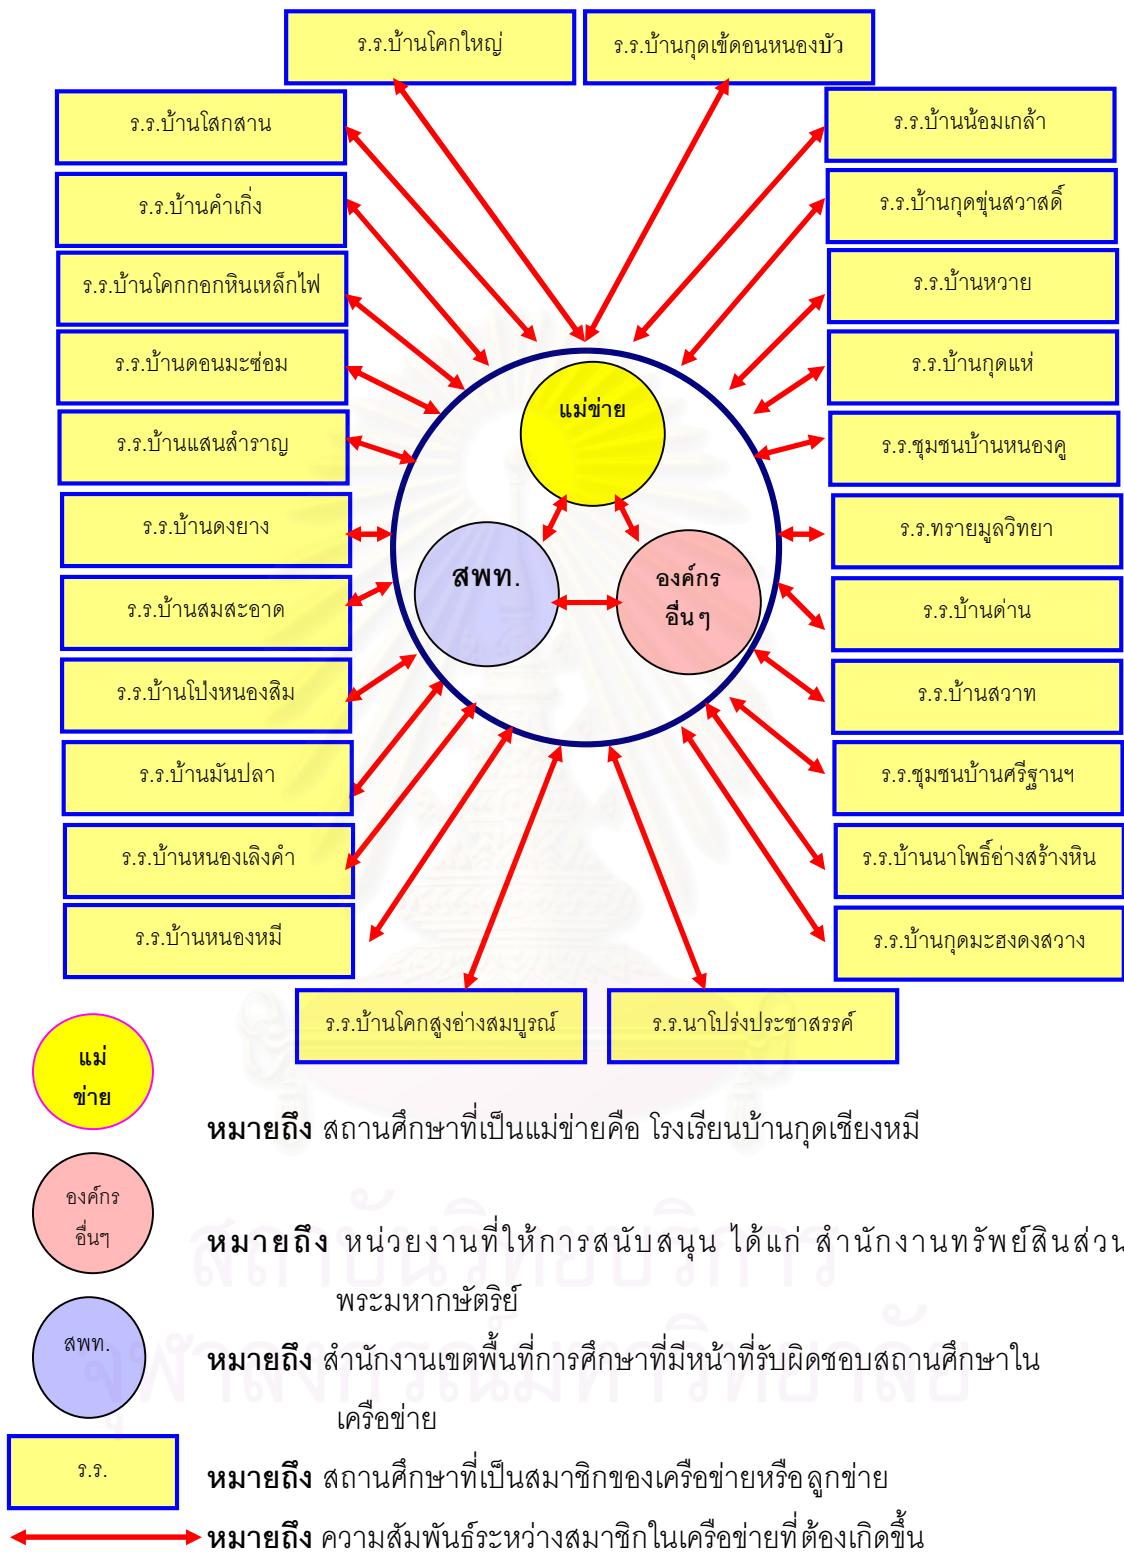 ร.ร.บ้านโคกใหญ่
ร.ร.บ้านกุดเข้ดอนหนองบัว
ร.ร.บ้านโสกสาน
ร.ร.บ้านน้อมเกล้า
ร.ร.บ้านคำเกิ่ง
ร.ร.บ้านกุดขุ่นสวาสดิ์
ร.ร.บ้านโคกกอกหินเหล็กไฟ
ร.ร.บ้านหวาย
ร.ร.บ้านดอนมะซ่อม
ร.ร.บ้านกุดแห่
แม่ข่าย
ร.ร.บ้านแสนสำราญ
ร.ร.ชุมชนบ้านหนองคู
ร.ร.บ้านดงยาง
ร.ร.ทรายมูลวิทยา
สพท.
องค์กร
อื่นๆ
ร.ร.บ้านสมสะอาด
ร.ร.บ้านด่าน
ร.ร.บ้านโป่งหนองสิม
ร.ร.บ้านสวาท
ร.ร.บ้านมันปลา
ร.ร.ชุมชนบ้านศรีฐานฯ
ร.ร.บ้านหนองเลิงคำ
ร.ร.บ้านนาโพธิ์อ่างสร้างหิน
ร.ร.บ้านหนองหมี
ร.ร.บ้านกุดมะฮงดงสวาง
ร.ร.บ้านโคกสูงอ่างสมบูรณ์
ร.ร.นาโปร่งประชาสรรค์
แม่
ข่าย
หมายถึง สถานศึกษาที่เป็นแม่ข่ายคือ โรงเรียนบ้านกุดเชียงหมี
องค์กร
อื่นๆ
หมายถึง หน่วยงานที่ให้การสนับสนุน ได้แก่ สำนักงานทรัพย์สินส่วน
พระมหากษัตริย์
สพท.
หมายถึง สำนักงานเขตพื้นที่การศึกษาที่มีหน้าที่รับผิดชอบสถานศึกษาใน
เครือข่าย
ร.ร.
หมายถึง สถานศึกษาที่เป็นสมาชิกของเครือข่ายหรือลูกข่าย
หมายถึง ความสัมพันธ์ระหว่างสมาชิกในเครือข่ายที่ต้องเกิดขึ้น
สถาบันวิทยบริการ
จุฬาลงกรณ์มหาวิทยาลัย